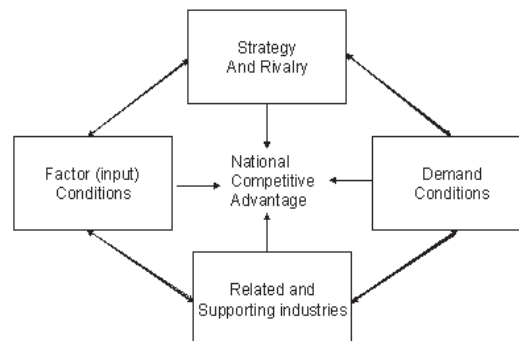 Strategy
And Rivalry
Factor (input)
Conditions
National
Competitive
Advantage
Demand
Conditions
Related and
Supporting industries